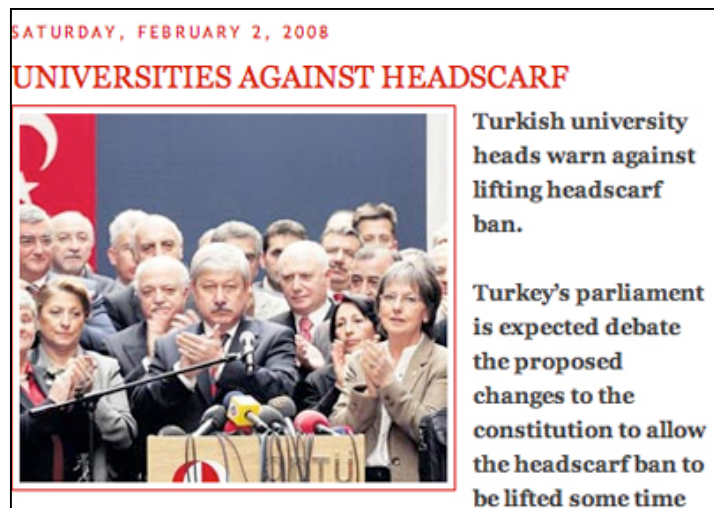 SATURDAY, FEBRUARY 2, 2008
UNIVERSITIES AGAINST HEADSCARF
Turkish university
heads warn against
lifting headscarf
ban.
Turkey’s parliament
is expected debate
the proposed
changes to the
constitution to allow
the headscarf ban to
be lifted some time
ODTÜ